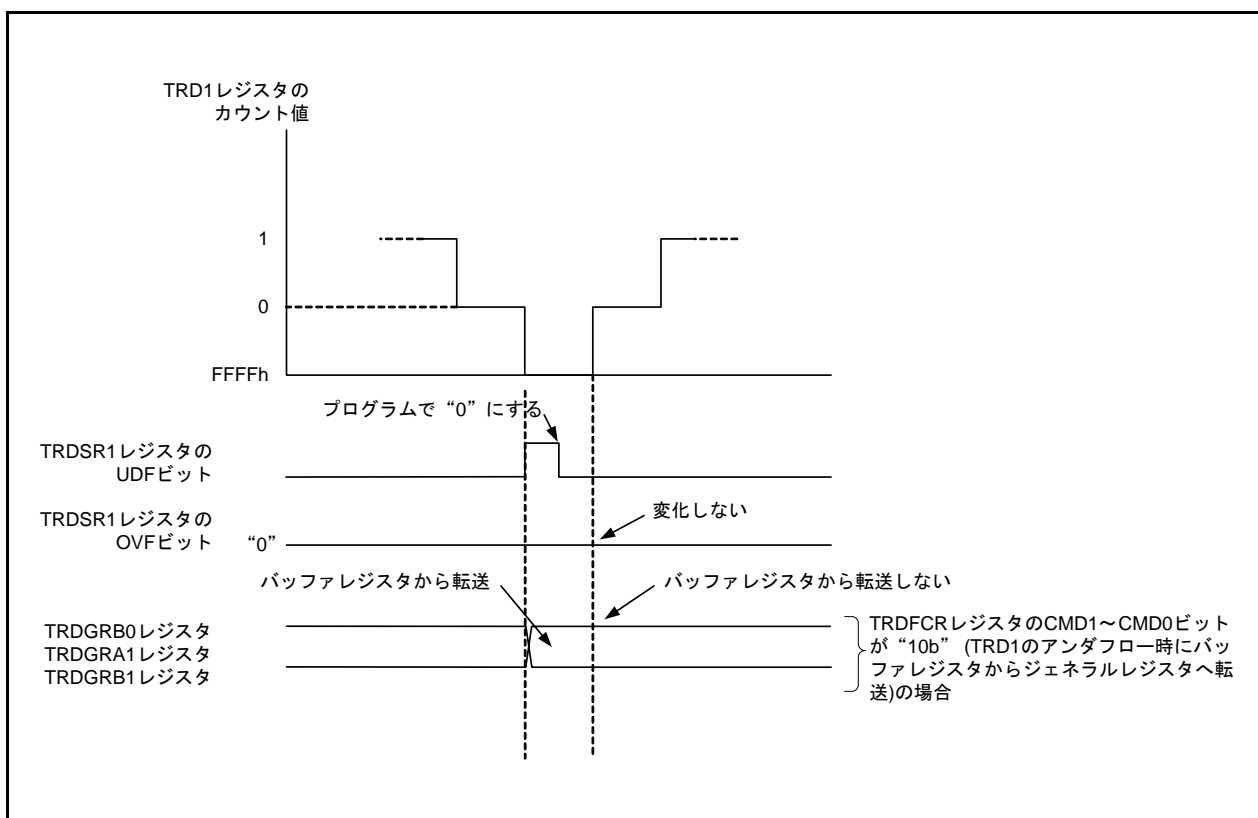 TRD1レジスタの
カウント値
1
0
FFFFh
プログラムで“0”にする
TRDSR1レジスタの
UDFビット
変化しない
TRDSR1レジスタの
OVFビット “0”
バッファレジスタから転送
バッファレジスタから転送しない
TRDGRB0レジスタ
TRDGRA1レジスタ
TRDGRB1レジスタ
TRDFCRレジスタのCMD1～CMD0ビット
が“10b” (TRD1のアンダフロー時にバッ
ファレジスタからジェネラルレジスタへ転
送)の場合